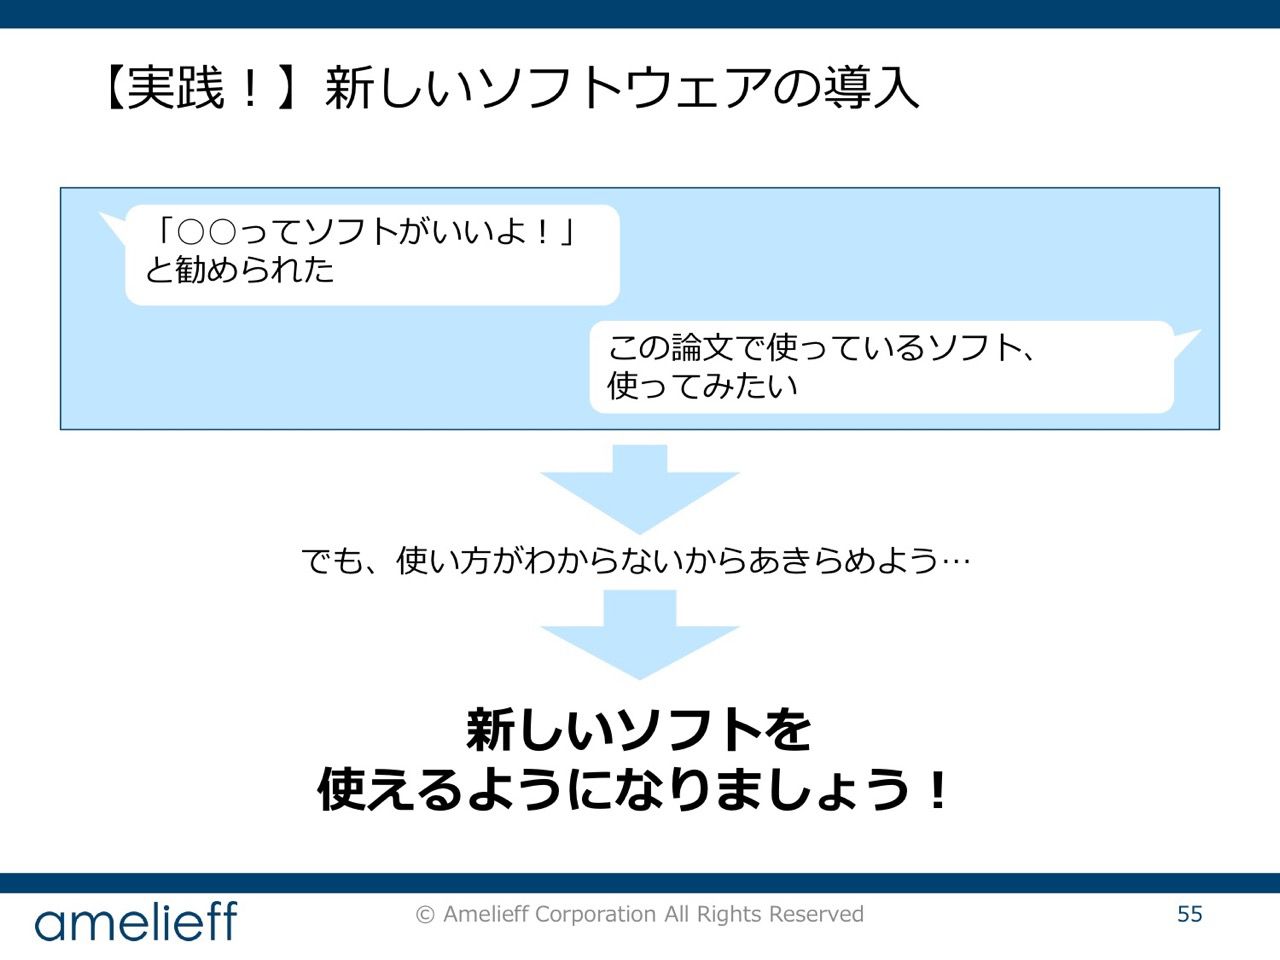 【実践！】新しいソフトウェアの導入
「○○ってソフトがいいよ！」
と勧められた
この論文で使っているソフト、
使ってみたい
でも、使い方がわからないからあきらめよう…
新しいソフトを
使えるようになりましょう！
amelieff
© Amelieff Corporation All Rights Reserved
55